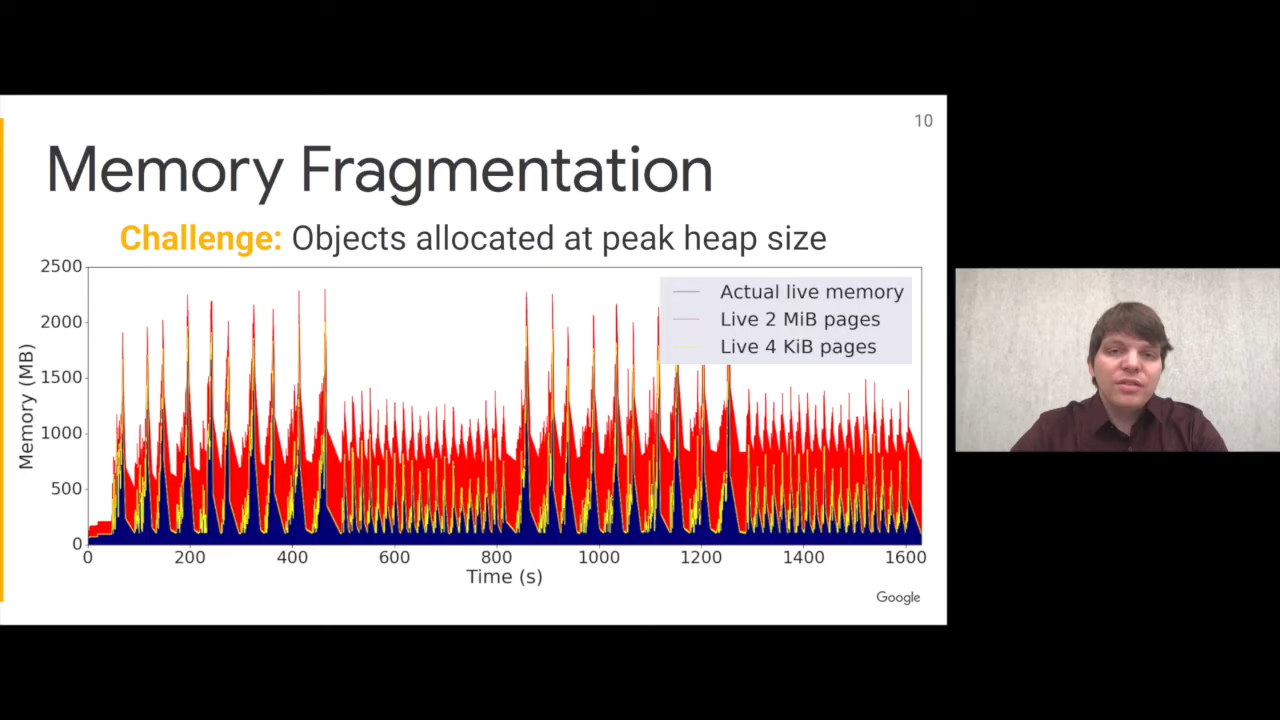 10
Memory Fragmentation
Challenge: Objects allocated at peak heap size
Memory (MB)
2500
2000
1500
1000
500
0
Actual live memory
Live 2 MiB pages
Live 4 KiB pages
0 200 400 600 800 1000 1200 1400 1600
Time (s)
Google